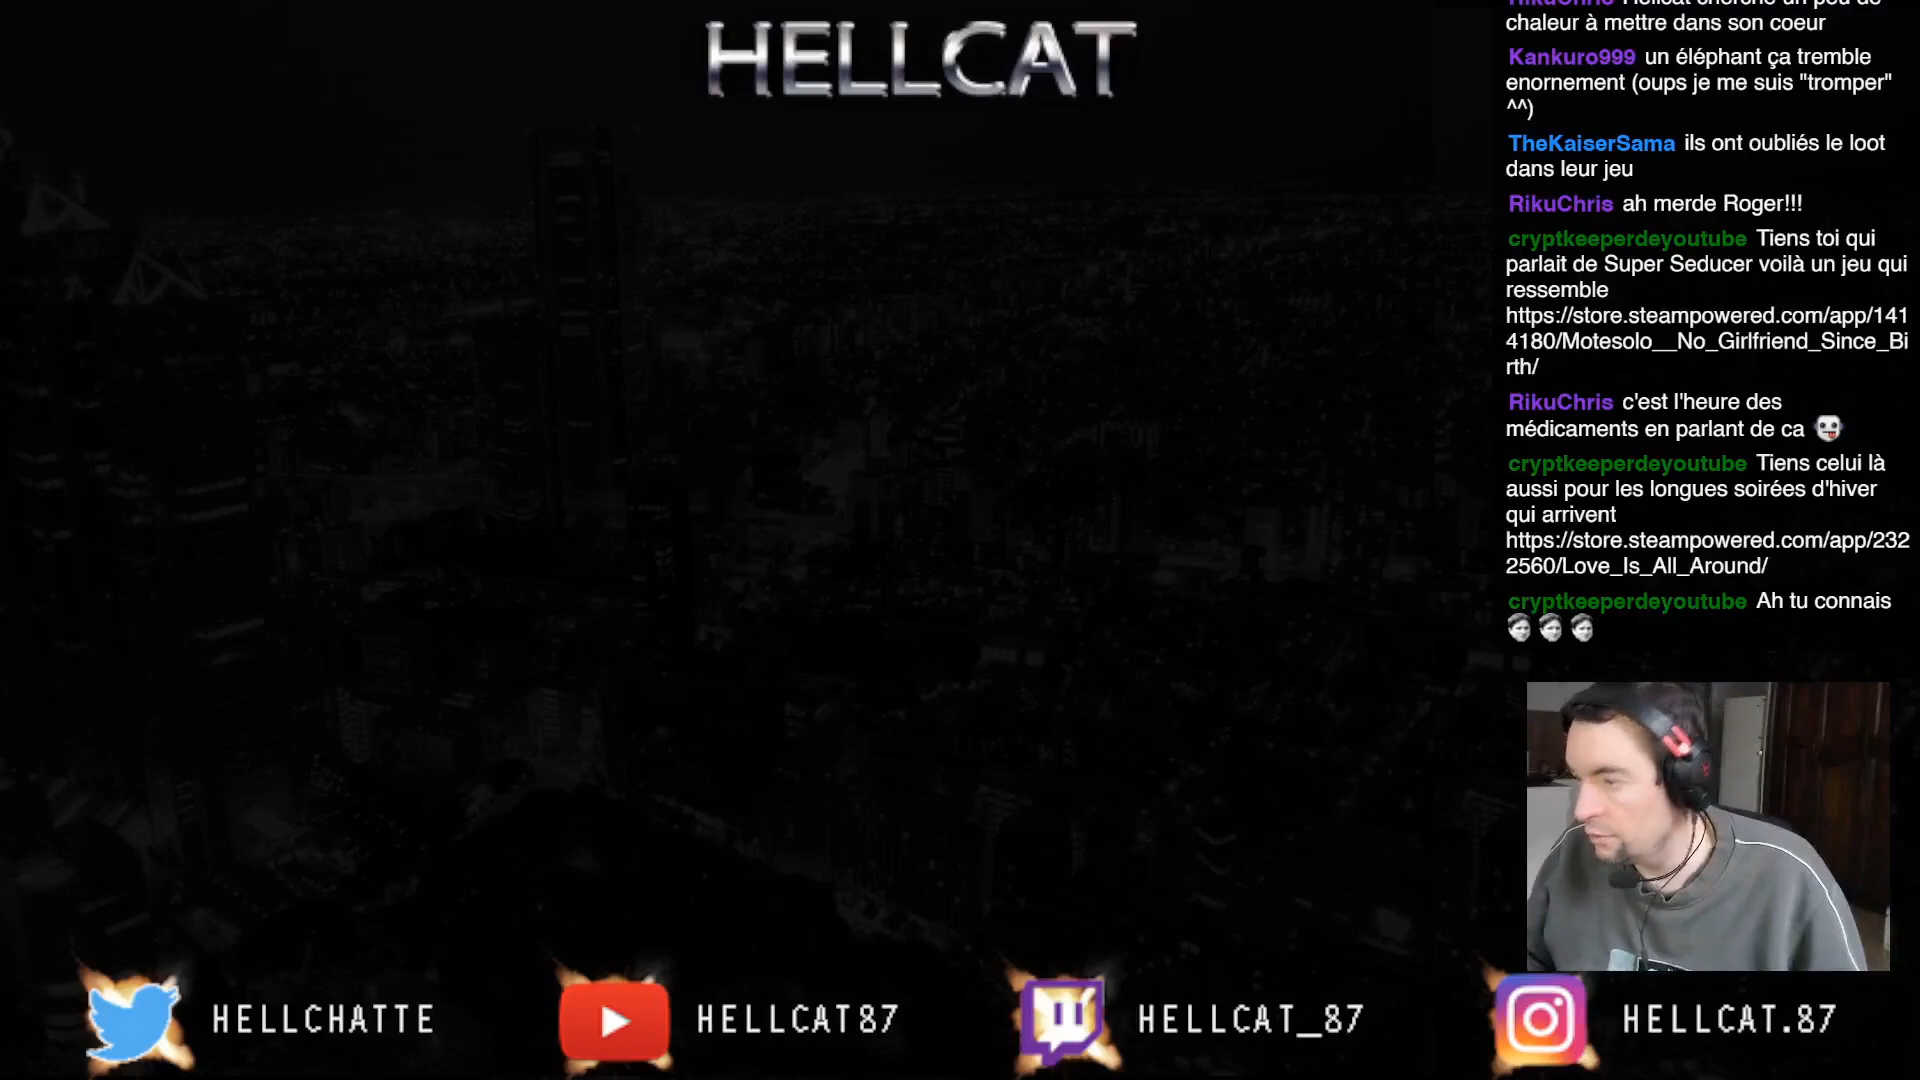 HELLCAT
chaleur à mettre dans son coeur
Kankuro999 un éléphant ça tremble
enornement (oups je me suis "tromper"
^^)
TheKaiserSama ils ont oubliés le loot
dans leur jeu
RikuChris ah merde Roger!!!
cryptkeeperdeyoutube Tiens toi qui
parlait de Super Seducer voilà un jeu qui
ressemble
https://store.steampowered.com/app/141
4180/Motesolo__No_Girlfriend_Since_Bi
rth/
RikuChris c'est l'heure des
médicaments en parlant de ca
cryptkeeperdeyoutube Tiens celui là
aussi pour les longues soirées d'hiver
qui arrivent
https://store.steampowered.com/app/232
2560/Love_Is_All_Around/
cryptkeeperdeyoutube Ah tu connais
HELLCHATTE
HELLCAT87
HELLCAT_87
HELLCAT.87